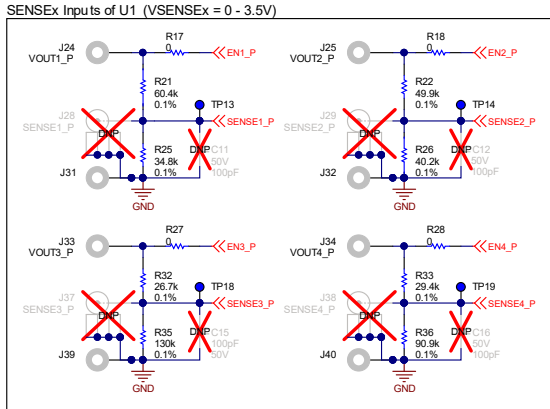 SENSEx Inputs of U1 (VSENSEx = 0 - 3.5V)
J24
VOUT1_P
R17
0
EN1_P
R21
60.4k
0.1%
TP13
J28
SENSE1_P
DNP
SENSE1_P
R25
34.8k
0.1%
DNP
C11
50V
100pF
J31
GND
J25
VOUT2_P
R18
0
EN2_P
R22
49.9k
0.1%
TP14
J29
SENSE2_P
DNP
SENSE2_P
R26
40.2k
0.1%
DNP
C12
50V
100pF
J32
GND
J33
VOUT3_P
R27
0
EN3_P
R32
26.7k
0.1%
TP18
J37
SENSE3_P
DNP
SENSE3_P
R35
130k
0.1%
DNP
C15
100pF
50V
J39
GND
J34
VOUT4_P
R28
0
EN4_P
R33
29.4k
0.1%
TP19
J38
SENSE4_P
DNP
SENSE4_P
R36
90.9k
0.1%
DNP
C16
50V
100pF
J40
GND